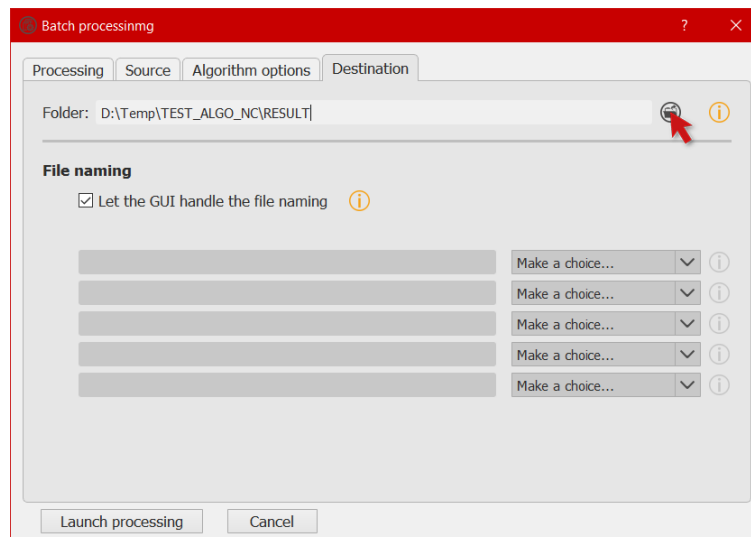 Batch processinmg ?
Processing Source Algorithm options Destination
Folder: D:\Temp\TEST_ALGO_NC\RESULT
File naming
Let the GUI handle the file naming
Make a choice...
Make a choice...
Make a choice...
Make a choice...
Make a choice...
Launch processing Cancel